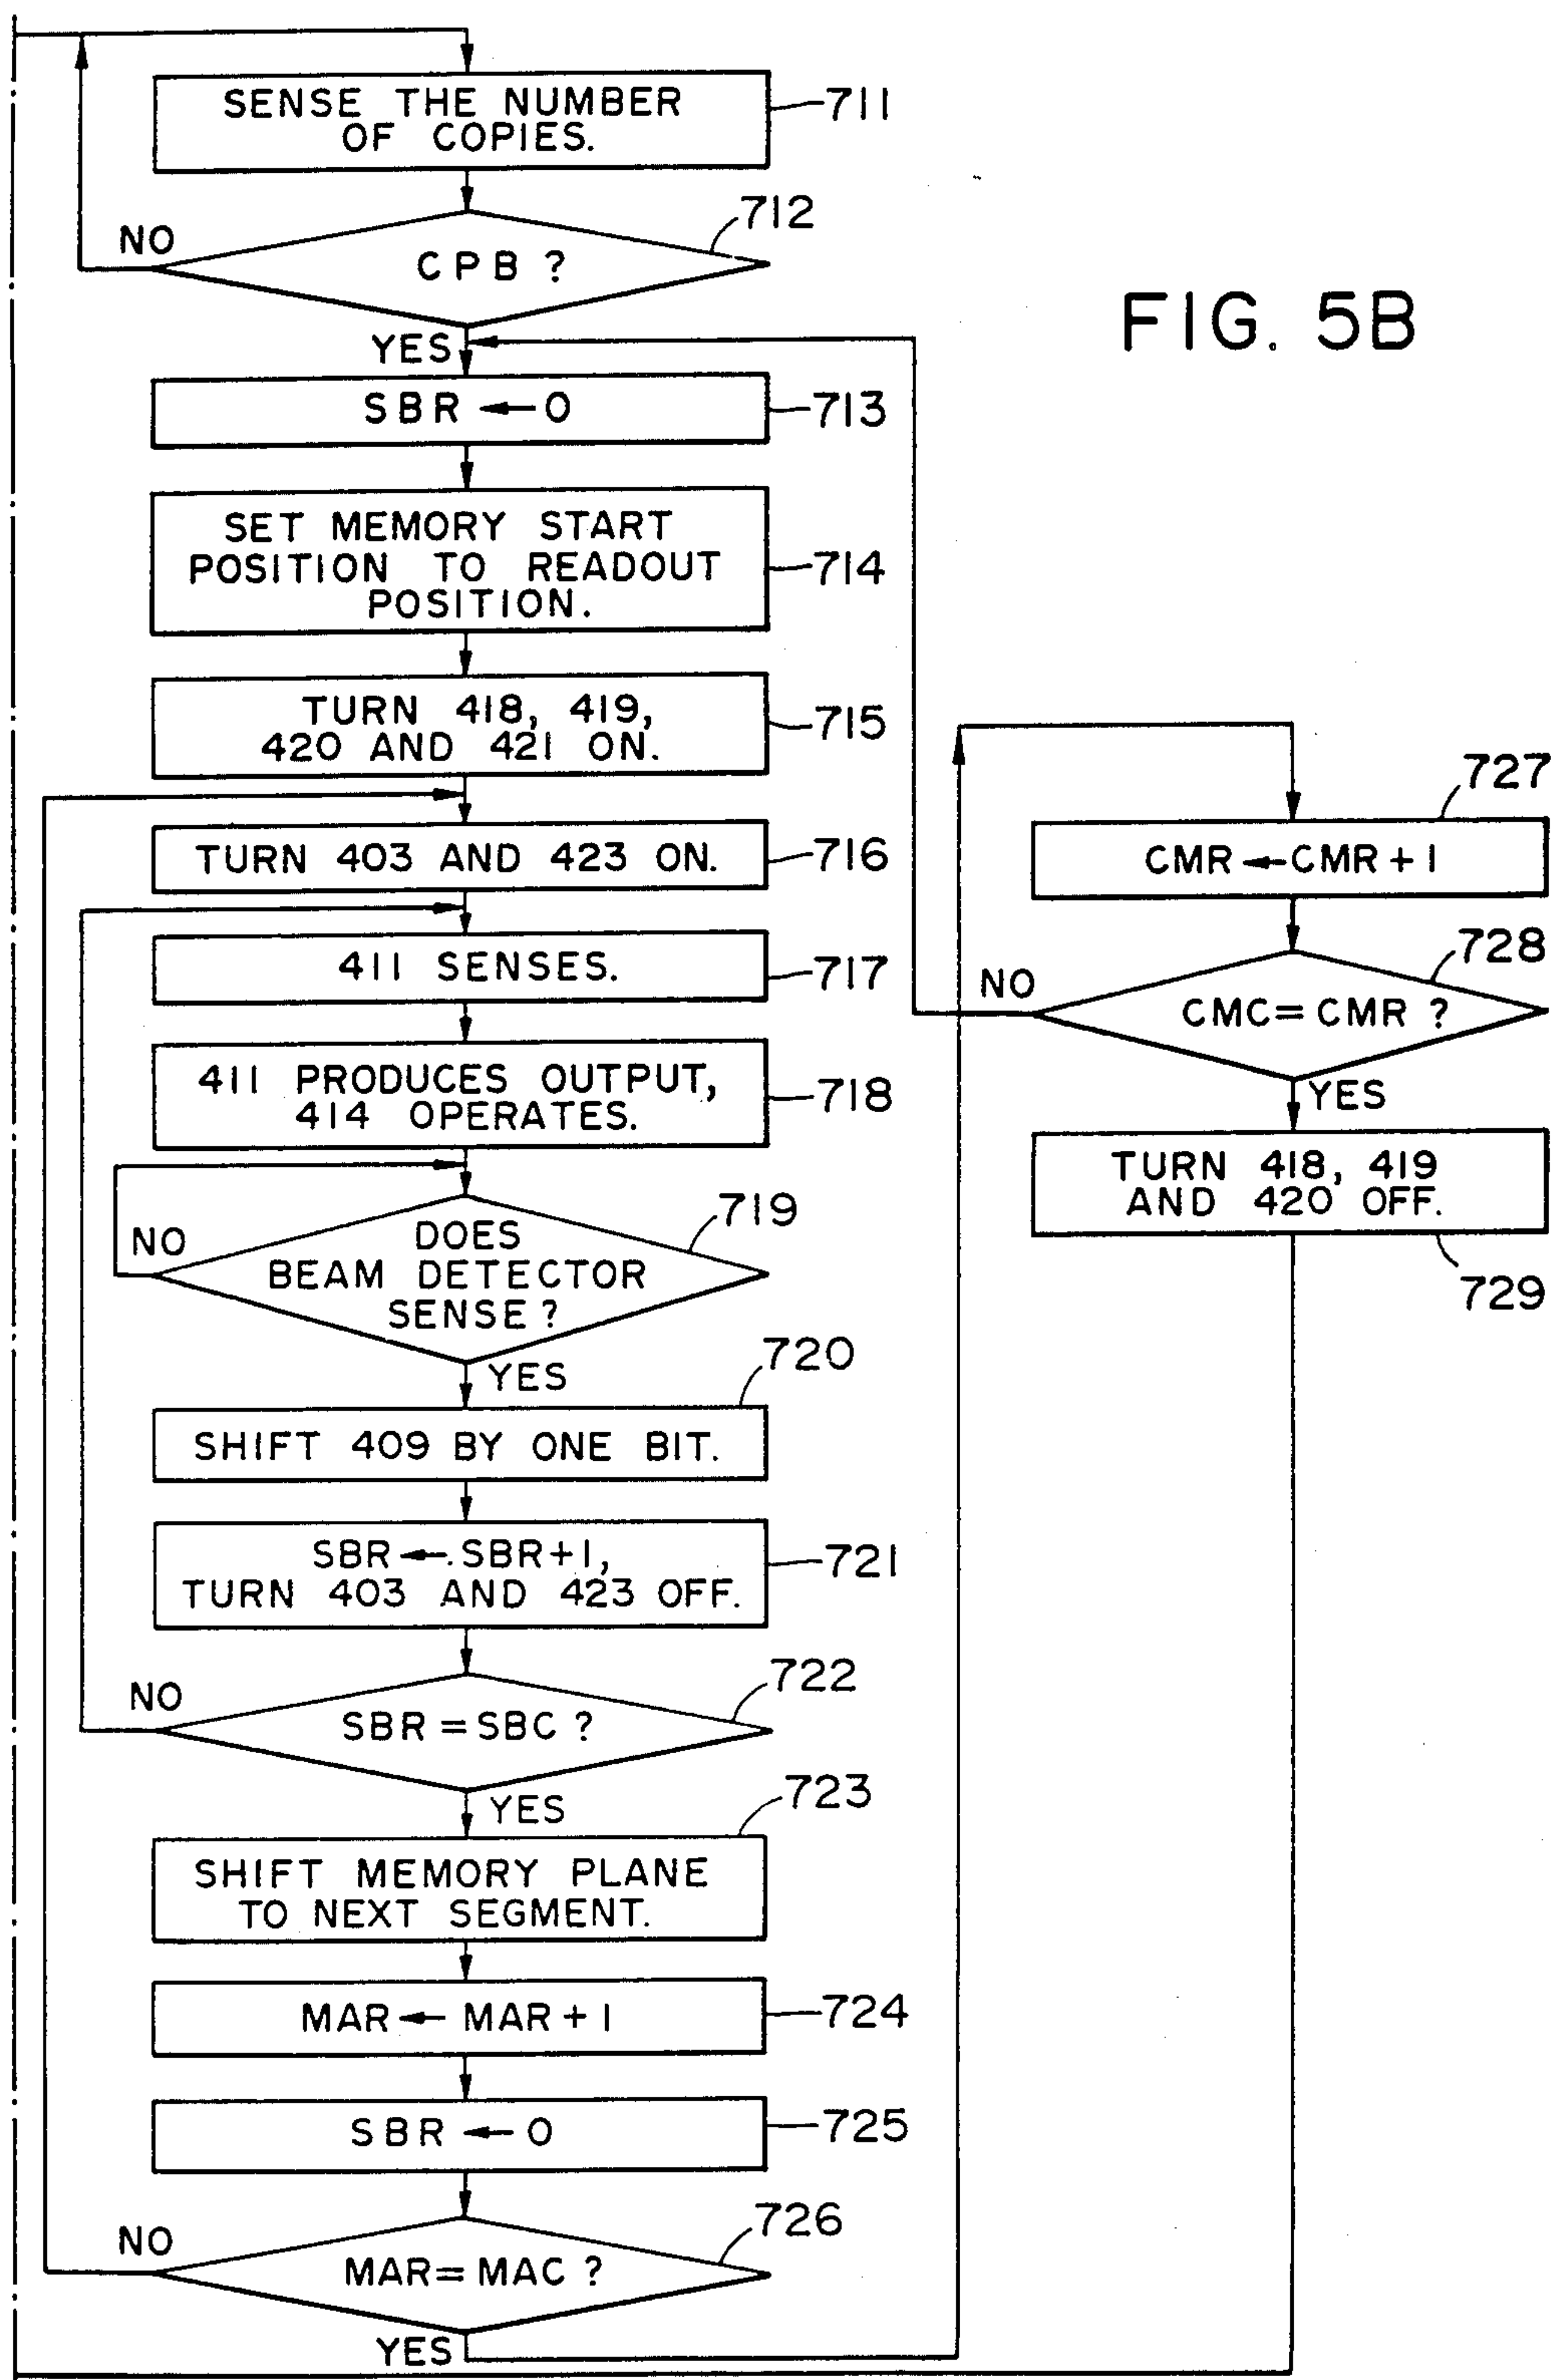 SENSE THE NUMBER
OF COPIES.
711
712
NO
CPB ?
FIG. 5B
YES
SBR ← 0
713
SET MEMORY START
POSITION TO READOUT
POSITION.
714
TURN 418, 419,
420 AND 421 ON.
715
TURN 403 AND 423 ON.
716
411 SENSES.
717
411 PRODUCES OUTPUT,
414 OPERATES.
718
719
NO
DOES
BEAM DETECTOR
SENSE ?
YES
720
SHIFT 409 BY ONE BIT.
SBR ← SBR+1,
TURN 403 AND 423 OFF.
721
722
NO
SBR = SBC ?
YES
723
SHIFT MEMORY PLANE
TO NEXT SEGMENT.
MAR ← MAR + 1
724
SBR ← 0
725
726
NO
MAR = MAC ?
YES
727
CMR ← CMR + 1
728
NO
CMC = CMR ?
YES
TURN 418, 419
AND 420 OFF.
729